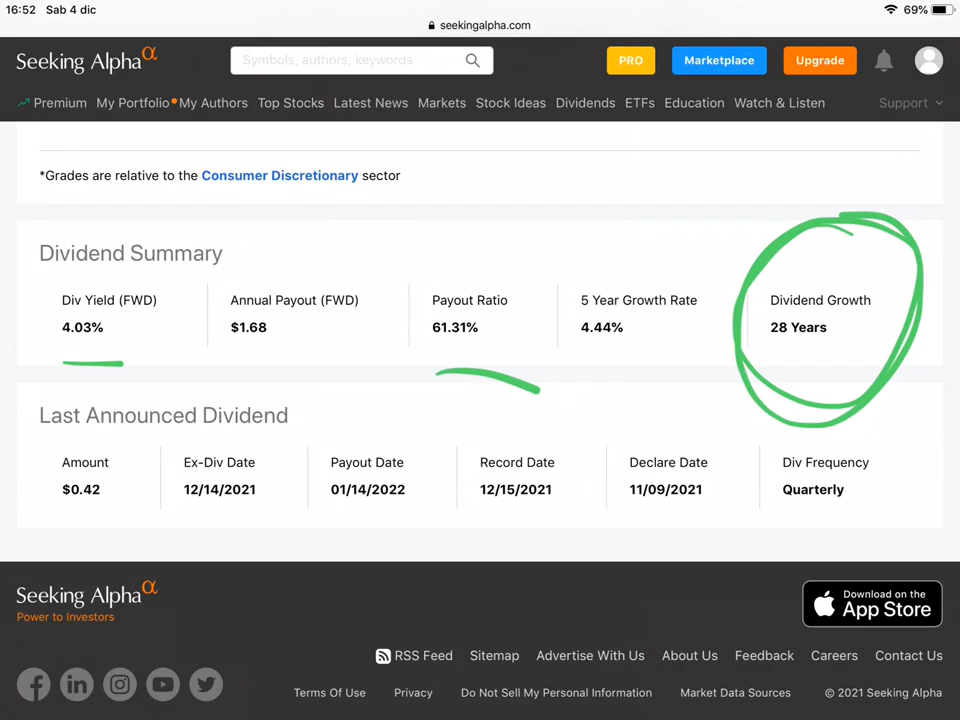 16:52 Sab 4 dic 69%
seekingalpha.com
Seeking Alpha α Symbols, authors, keywords PRO Marketplace Upgrade
Premium My Portfolio My Authors Top Stocks Latest News Markets Stock Ideas Dividends ETFs Education Watch & Listen Support
*Grades are relative to the Consumer Discretionary sector
Dividend Summary
Div Yield (FWD) Annual Payout (FWD) Payout Ratio 5 Year Growth Rate Dividend Growth
4.03% $1.68 61.31% 4.44% 28 Years
Last Announced Dividend
Amount Ex-Div Date Payout Date Record Date Declare Date Div Frequency
$0.42 12/14/2021 01/14/2022 12/15/2021 11/09/2021 Quarterly
Seeking Alpha α
Power to Investors
Download on the
App Store
RSS Feed Sitemap Advertise With Us About Us Feedback Careers Contact Us
Terms Of Use Privacy Do Not Sell My Personal Information Market Data Sources © 2021 Seeking Alpha